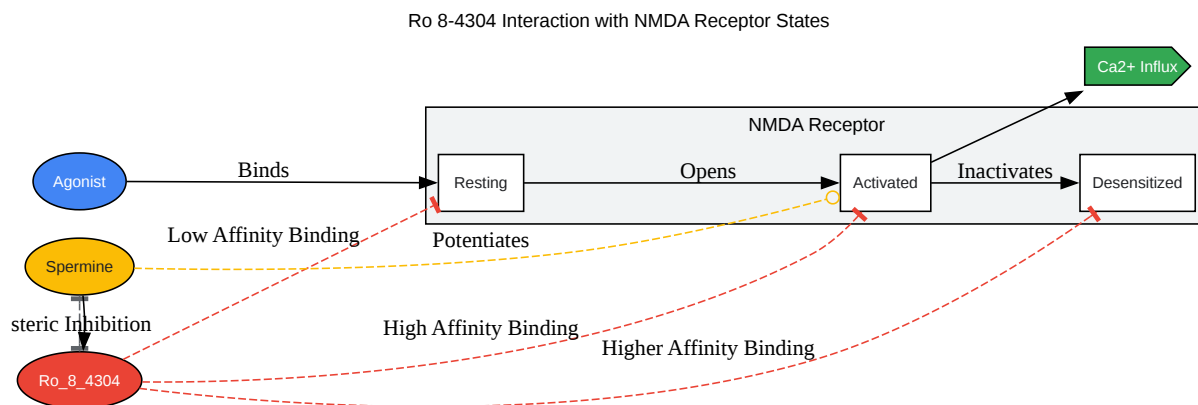 Ro 8-4304 Interaction with NMDA Receptor States
Ca2+ Influx
NMDA Receptor
Agonist
Binds
Resting
Opens
Activated
Inactivates
Desensitized
Low Affinity Binding
Potentiates
Spermine
steric Inhibition
High Affinity Binding
Higher Affinity Binding
Ro_8_4304